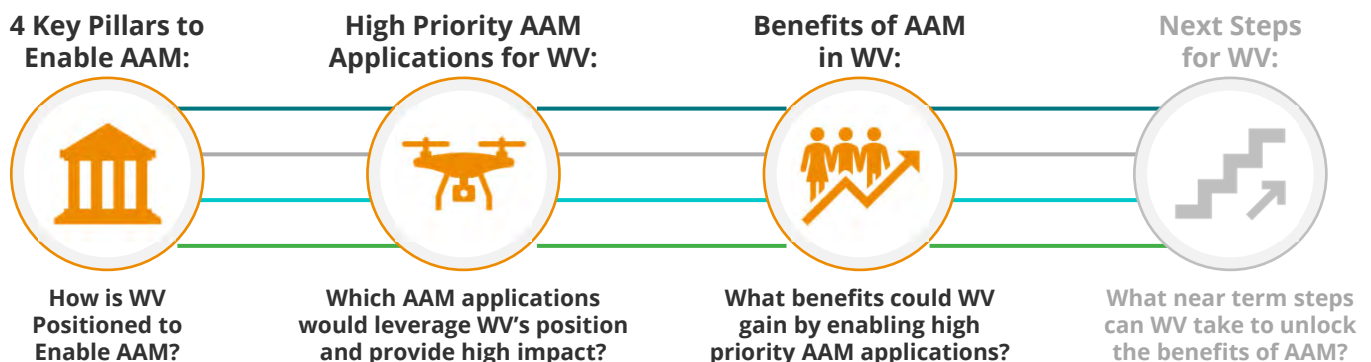 4 Key Pillars to
Enable AAM:
High Priority AAM
Applications for WV:
Benefits of AAM
in WV:
Next Steps
for WV:
How is WV
Positioned to
Enable AAM?
Which AAM applications
would leverage WV's position
and provide high impact?
What benefits could WV
gain by enabling high
priority AAM applications?
What near term steps
can WV take to unlock
the benefits of AAM?